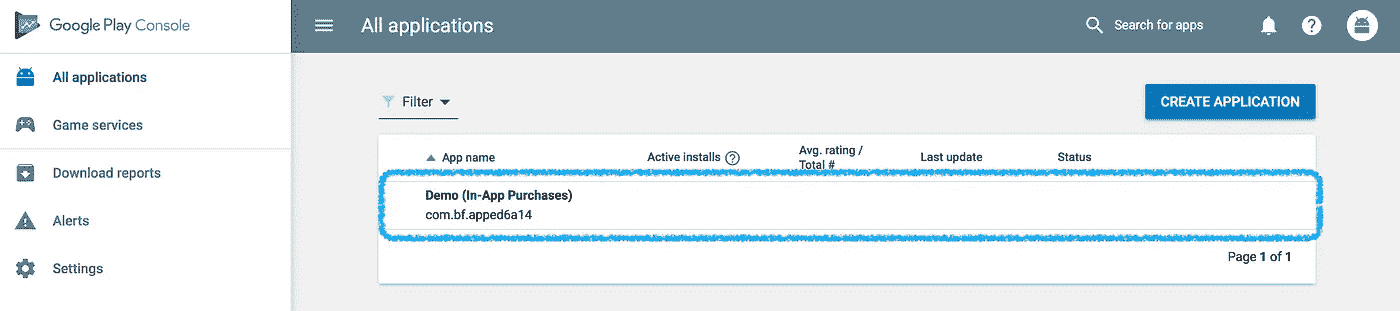 Google Play Console
All applications
Search for apps
All applications
Game services
Download reports
Alerts
Settings
Filter
CREATE APPLICATION
App name
Active installs ?
Avg. rating /
Total #
Last update
Status
Demo (In-App Purchases)
com.bf.apped6a14
Page 1 of 1